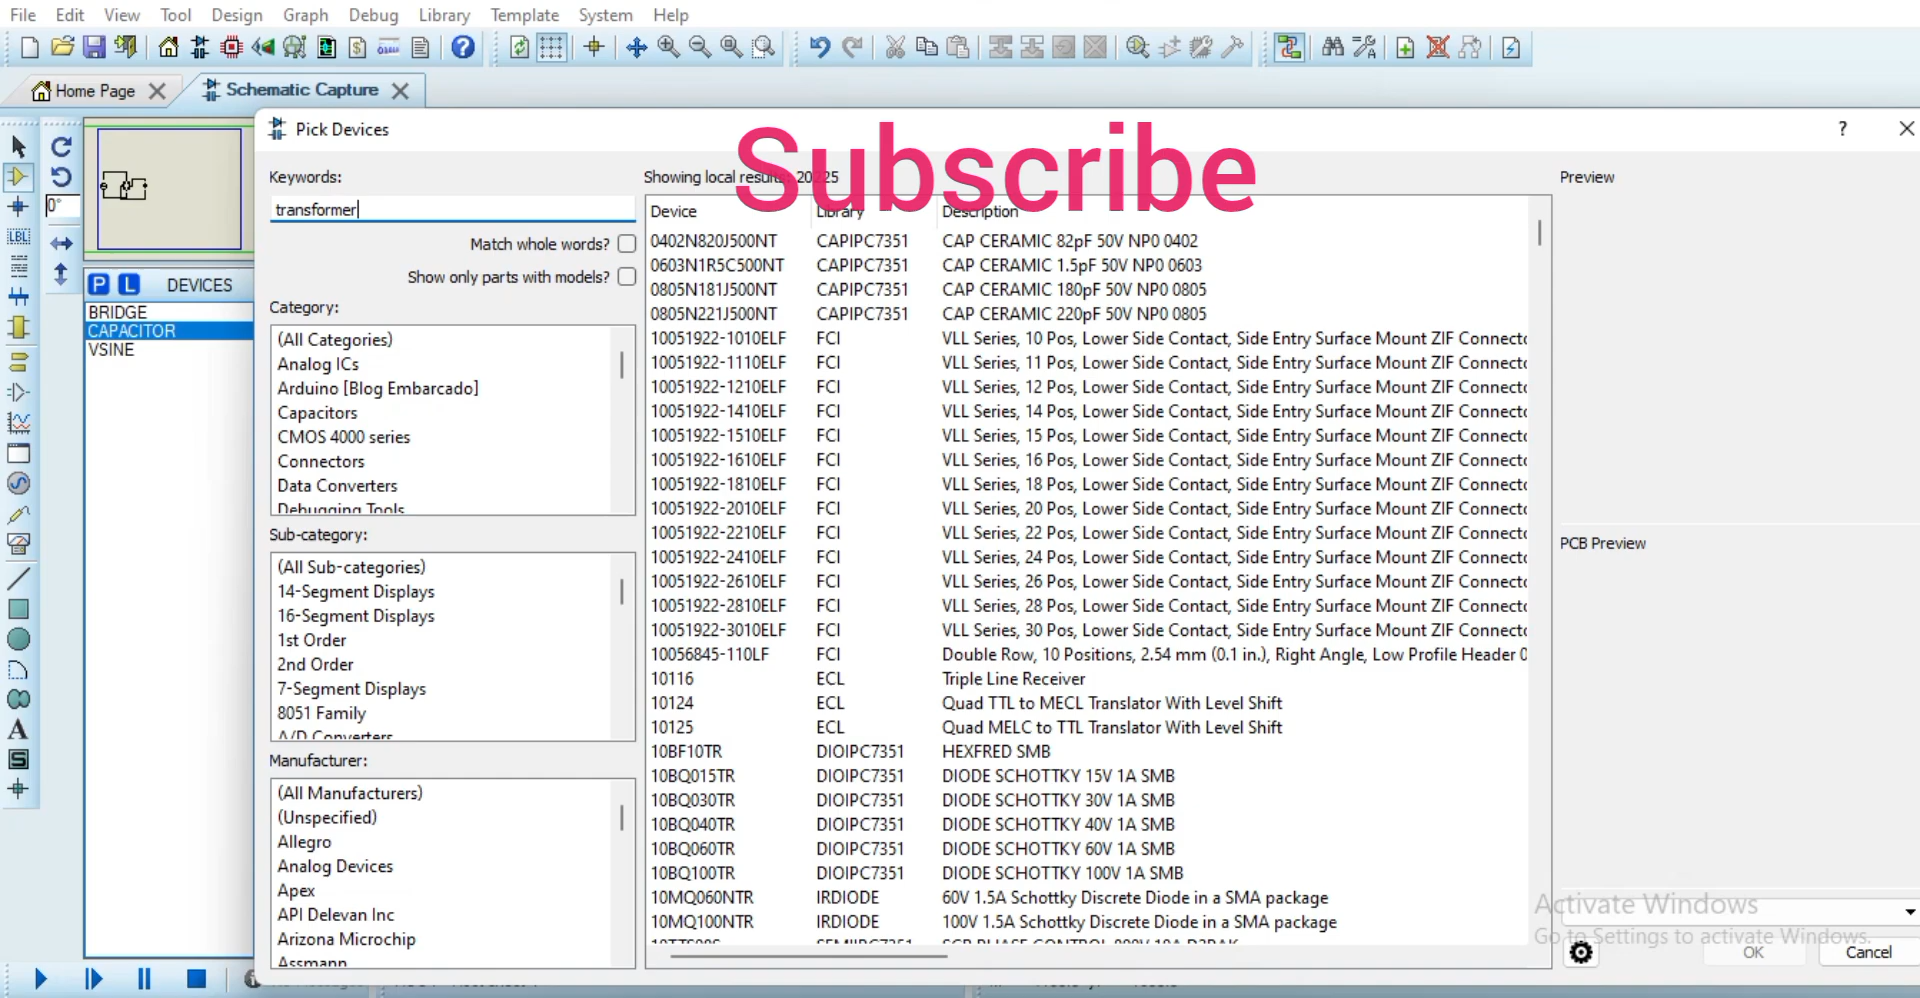 File Edit View Tool Design Graph Debug Library Template System Help
Home Page
Schematic Capture
Pick Devices
?
Subscribe
Keywords:
transformer
Match whole words?
Show only parts with models?
Category:
(All Categories)
Analog ICs
Arduino [Blog Embarcado]
Capacitors
CMOS 4000 series
Connectors
Data Converters
Debugging Tools
Sub-category:
(All Sub-categories)
14-Segment Displays
16-Segment Displays
1st Order
2nd Order
7-Segment Displays
8051 Family
A/D Converters
Manufacturer:
(All Manufacturers)
(Unspecified)
Allegro
Analog Devices
Apex
API Delevan Inc
Arizona Microchip
Assmann
0°
LBL
P L DEVICES
BRIDGE
CAPACITOR
VSINE
A
S
Showing local results: 20225
Device Library Description
0402N820J500NT CAPIPC7351 CAP CERAMIC 82pF 50V NP0 0402
0603N1R5C500NT CAPIPC7351 CAP CERAMIC 1.5pF 50V NP0 0603
0805N181J500NT CAPIPC7351 CAP CERAMIC 180pF 50V NP0 0805
0805N221J500NT CAPIPC7351 CAP CERAMIC 220pF 50V NP0 0805
10051922-1010ELF FCI VLL Series, 10 Pos, Lower Side Contact, Side Entry Surface Mount ZIF Connecto
10051922-1110ELF FCI VLL Series, 11 Pos, Lower Side Contact, Side Entry Surface Mount ZIF Connecto
10051922-1210ELF FCI VLL Series, 12 Pos, Lower Side Contact, Side Entry Surface Mount ZIF Connecto
10051922-1410ELF FCI VLL Series, 14 Pos, Lower Side Contact, Side Entry Surface Mount ZIF Connecto
10051922-1510ELF FCI VLL Series, 15 Pos, Lower Side Contact, Side Entry Surface Mount ZIF Connecto
10051922-1610ELF FCI VLL Series, 16 Pos, Lower Side Contact, Side Entry Surface Mount ZIF Connecto
10051922-1810ELF FCI VLL Series, 18 Pos, Lower Side Contact, Side Entry Surface Mount ZIF Connecto
10051922-2010ELF FCI VLL Series, 20 Pos, Lower Side Contact, Side Entry Surface Mount ZIF Connecto
10051922-2210ELF FCI VLL Series, 22 Pos, Lower Side Contact, Side Entry Surface Mount ZIF Connecto
10051922-2410ELF FCI VLL Series, 24 Pos, Lower Side Contact, Side Entry Surface Mount ZIF Connecto
10051922-2610ELF FCI VLL Series, 26 Pos, Lower Side Contact, Side Entry Surface Mount ZIF Connecto
10051922-2810ELF FCI VLL Series, 28 Pos, Lower Side Contact, Side Entry Surface Mount ZIF Connecto
10051922-3010ELF FCI VLL Series, 30 Pos, Lower Side Contact, Side Entry Surface Mount ZIF Connecto
10056845-110LF FCI Double Row, 10 Positions, 2.54 mm (0.1 in.), Right Angle, Low Profile Header 0
10116 ECL Triple Line Receiver
10124 ECL Quad TTL to MECL Translator With Level Shift
10125 ECL Quad MELC to TTL Translator With Level Shift
10BF10TR DIOIPC7351 HEXFRED SMB
10BQ015TR DIOIPC7351 DIODE SCHOTTKY 15V 1A SMB
10BQ030TR DIOIPC7351 DIODE SCHOTTKY 30V 1A SMB
10BQ040TR DIOIPC7351 DIODE SCHOTTKY 40V 1A SMB
10BQ060TR DIOIPC7351 DIODE SCHOTTKY 60V 1A SMB
10BQ100TR DIOIPC7351 DIODE SCHOTTKY 100V 1A SMB
10MQ060NTR IRDIODE 60V 1.5A Schottky Discrete Diode in a SMA package
10MQ100NTR IRDIODE 100V 1.5A Schottky Discrete Diode in a SMA package
Preview
PCB Preview
Activate Windows
Go to Settings to activate Windows.
OK
Cancel